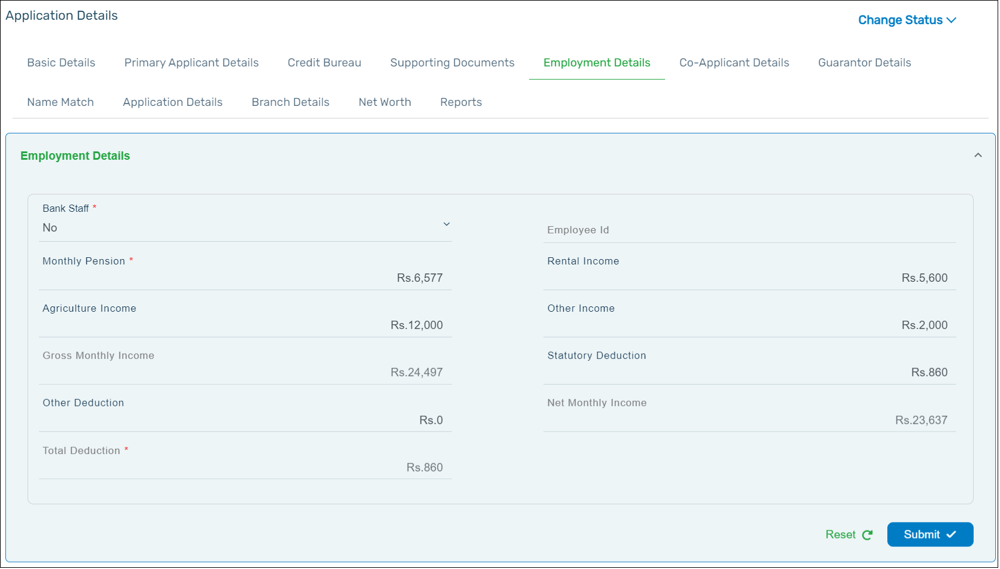 Application Details
Change Status
Basic Details Primary Applicant Details Credit Bureau Supporting Documents Employment Details Co-Applicant Details Guarantor Details
Name Match Application Details Branch Details Net Worth Reports
Employment Details
Bank Staff *
No
Employee Id
Monthly Pension * Rental Income
Rs.6,577 Rs.5,600
Agriculture Income Other Income
Rs.12,000 Rs.2,000
Gross Monthly Income Statutory Deduction
Rs.24,497 Rs.860
Other Deduction Net Monthly Income
Rs.0 Rs.23,637
Total Deduction *
Rs.860
Reset Submit